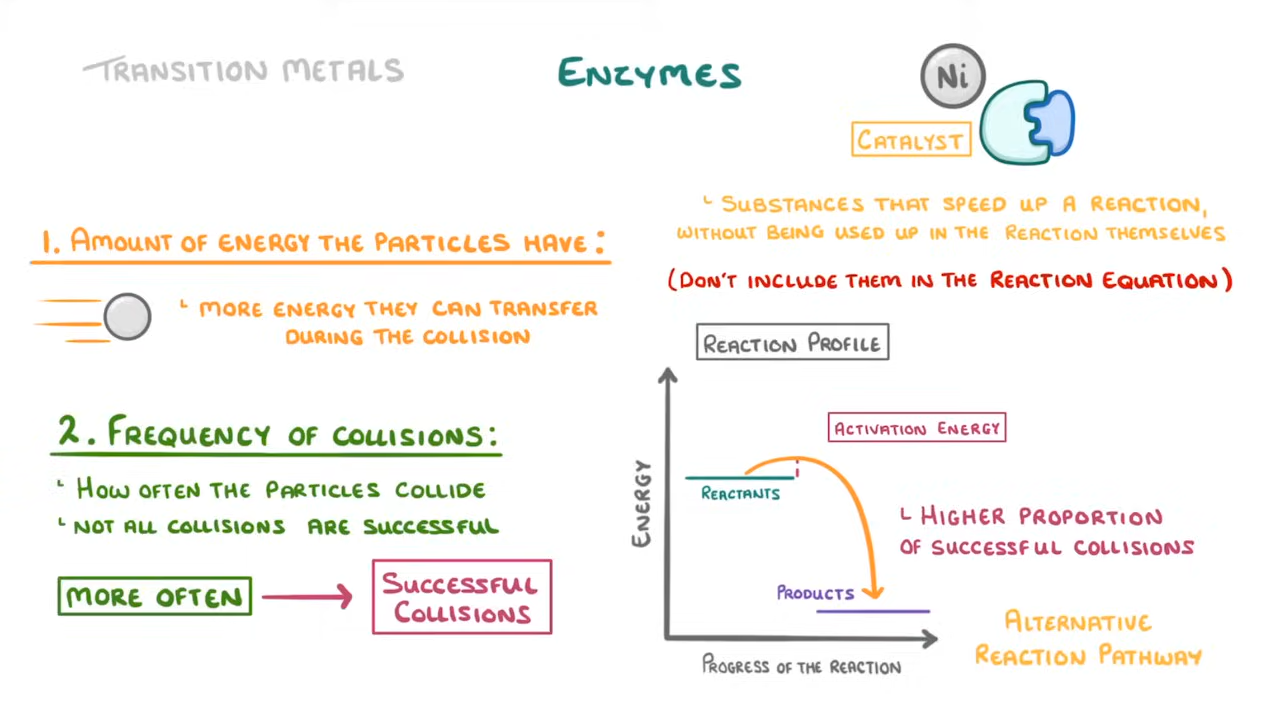 TRANSITION METALS
ENZYMES
Ni
CATALYST
└ SUBSTANCES THAT SPEED UP A REACTION,
WITHOUT BEING USED UP IN THE REACTION THEMSELVES
(DON'T INCLUDE THEM IN THE REACTION EQUATION)
1. AMOUNT OF ENERGY THE PARTICLES HAVE:
└ MORE ENERGY THEY CAN TRANSFER
DURING THE COLLISION
2. FREQUENCY OF COLLISIONS:
└ HOW OFTEN THE PARTICLES COLLIDE
└ NOT ALL COLLISIONS ARE SUCCESSFUL
MORE OFTEN
SUCCESSFUL
COLLISIONS
REACTION PROFILE
ACTIVATION ENERGY
ENERGY
REACTANTS
PRODUCTS
PROGRESS OF THE REACTION
└ HIGHER PROPORTION
OF SUCCESSFUL COLLISIONS
ALTERNATIVE
REACTION PATHWAY